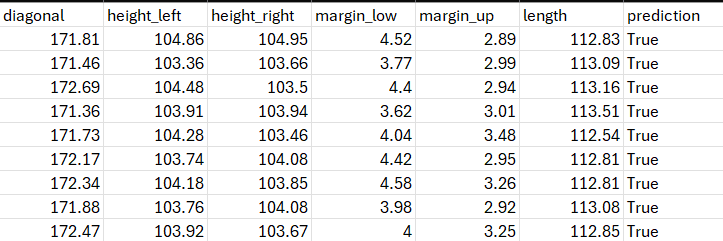 diagonal height_left height_right margin_low margin_up length prediction
171.81 104.86 104.95 4.52 2.89 112.83 True
171.46 103.36 103.66 3.77 2.99 113.09 True
172.69 104.48 103.5 4.4 2.94 113.16 True
171.36 103.91 103.94 3.62 3.01 113.51 True
171.73 104.28 103.46 4.04 3.48 112.54 True
172.17 103.74 104.08 4.42 2.95 112.81 True
172.34 104.18 103.85 4.58 3.26 112.81 True
171.88 103.76 104.08 3.98 2.92 113.08 True
172.47 103.92 103.67 4 3.25 112.85 True